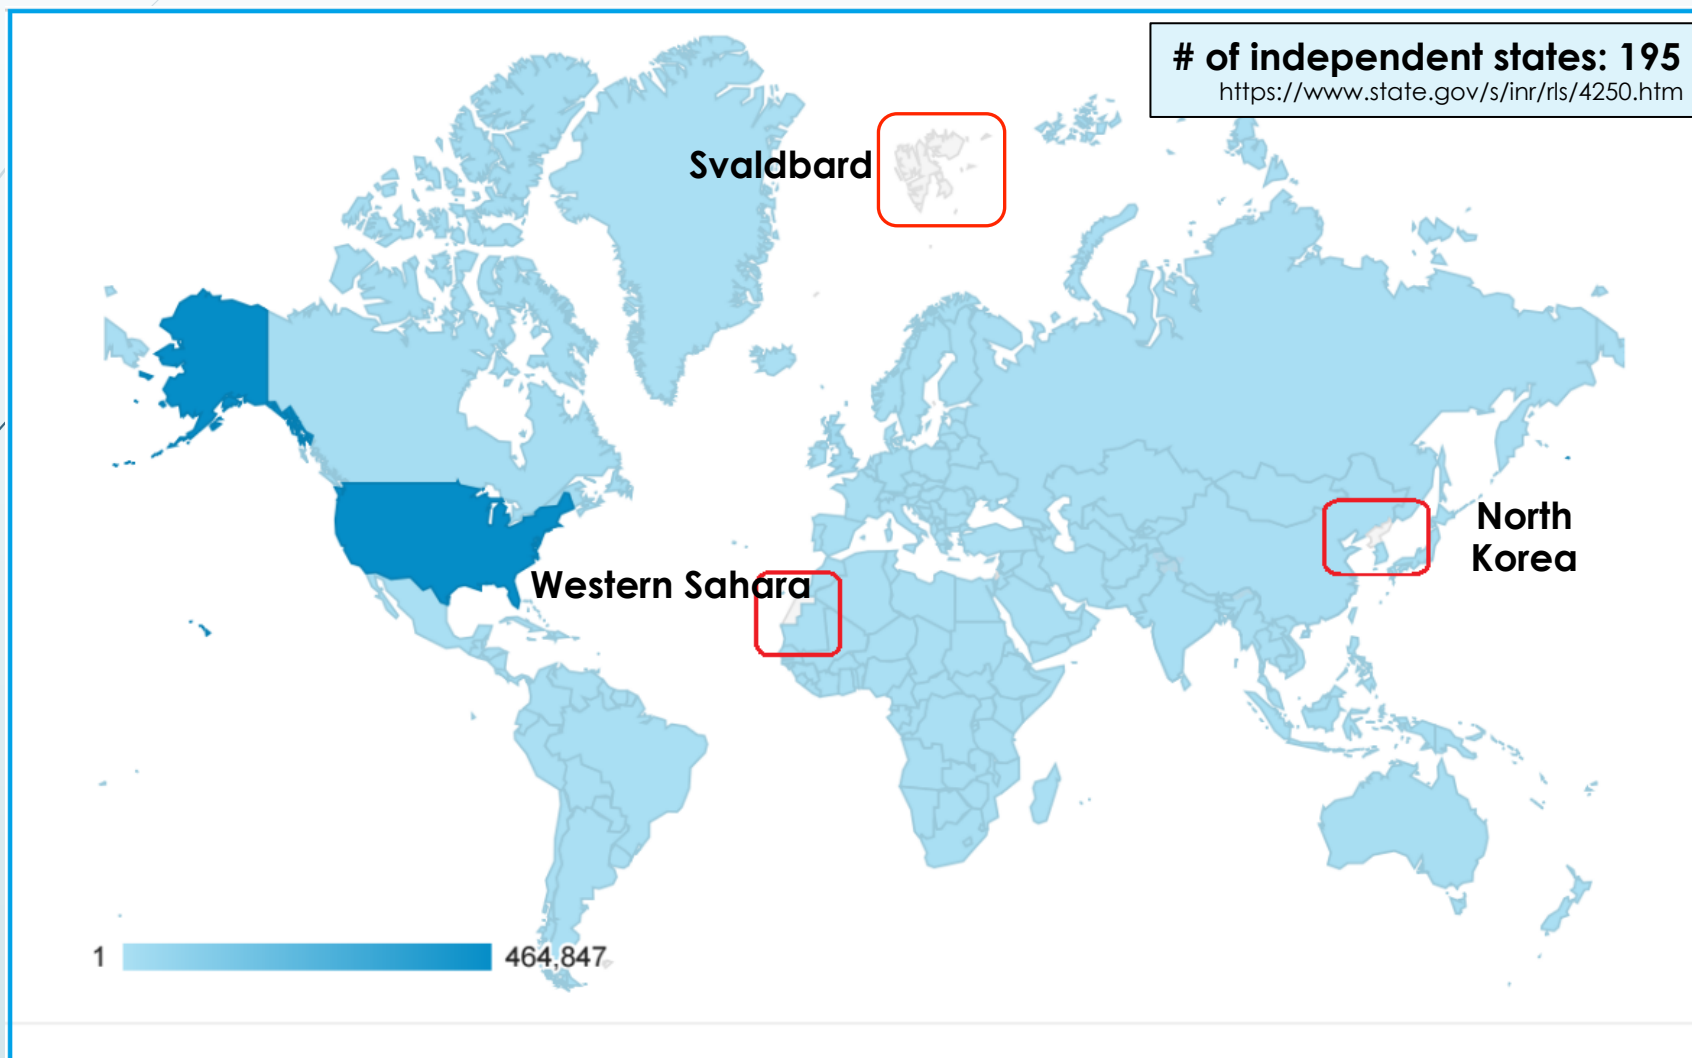 # of independent states: 195
https://www.state.gov/s/inr/rls/4250.htm
Svaldbard
North
Korea
Western Sahara
1
464,847